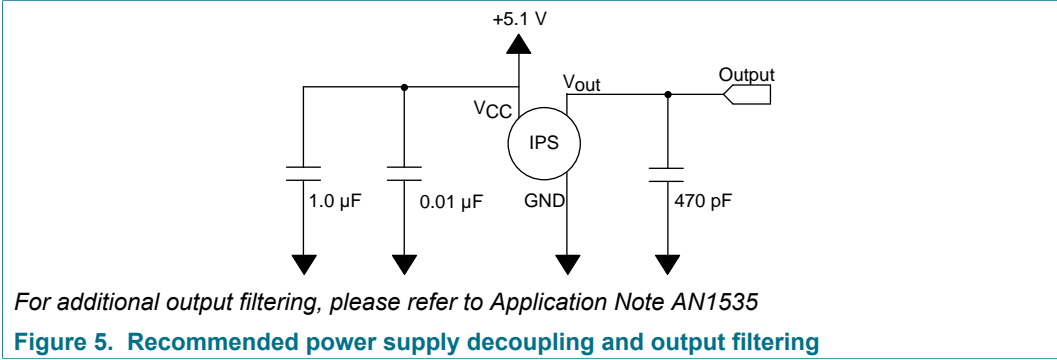 +5.1 V
Vout
Output
VCC
IPS
1.0 µF
0.01 µF
GND
470 pF
For additional output filtering, please refer to Application Note AN1535
Figure 5. Recommended power supply decoupling and output filtering